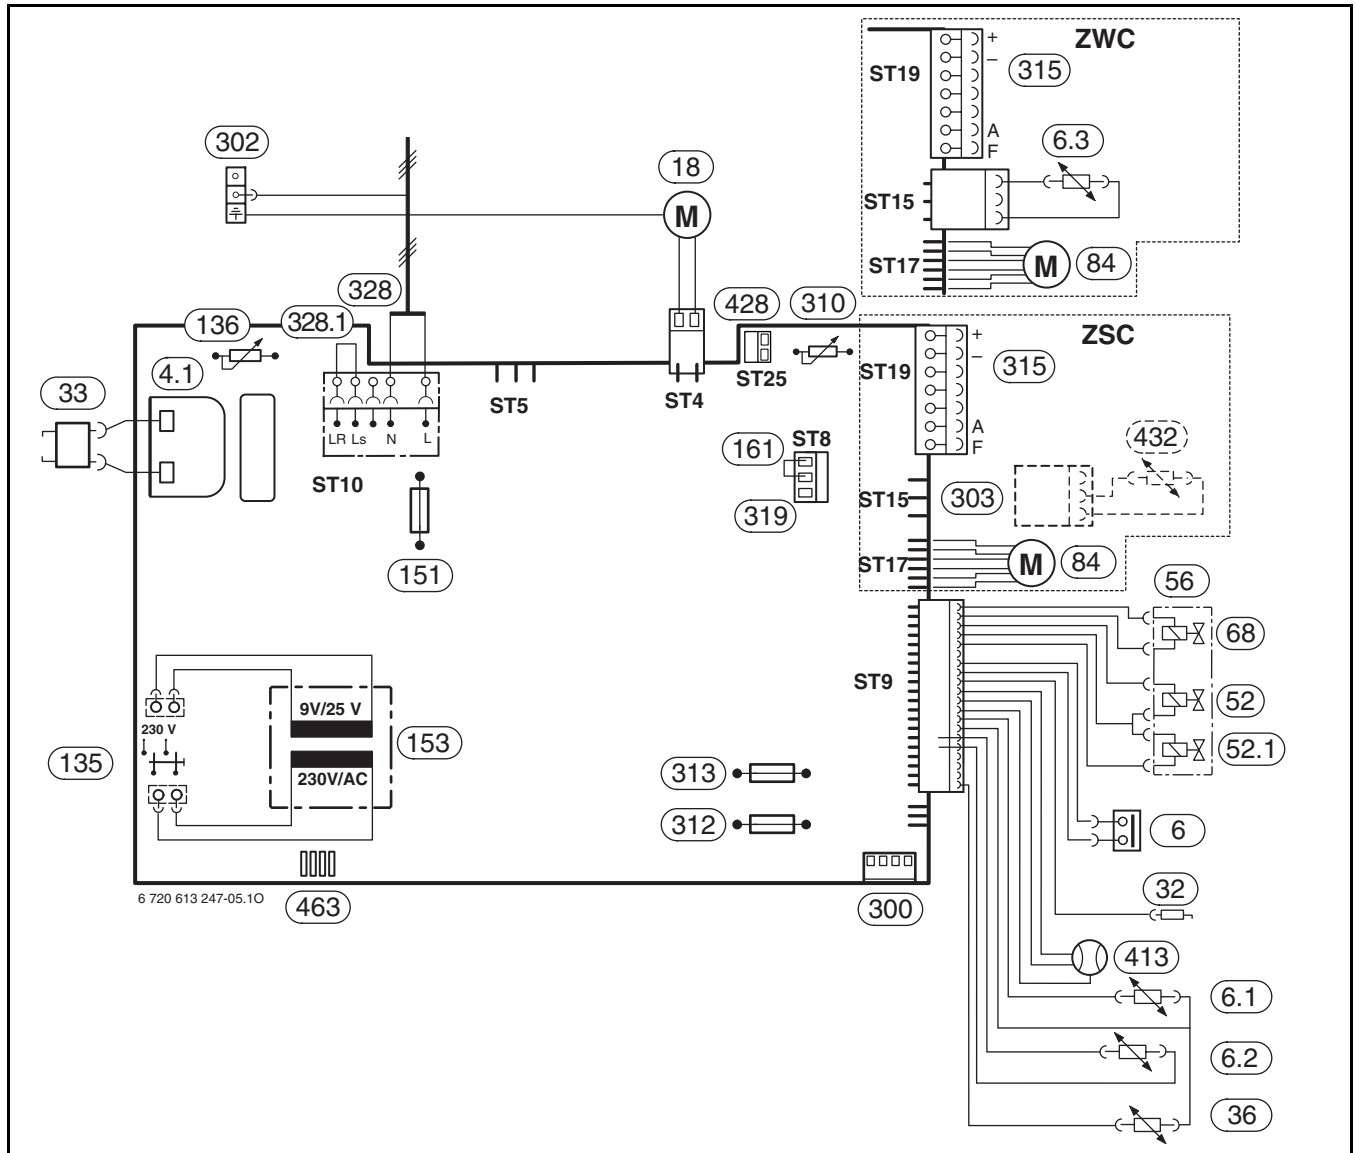 ZWC
+
–
ST19
315
A
F
6.3
ST15
ST17
M
84
302
18
M
328
328.1
136
428
310
ZSC
4.1
33
ST5
ST4
ST25
ST19
+
–
315
A
F
LR Ls N L
ST10
161
ST8
319
432
303
ST15
151
ST17
M
84
56
68
ST9
52
52.1
9V/25 V
230 V
153
135
230V/AC
313
312
6
32
413
6.1
6.2
36
463
300
6 720 613 247-05.1O